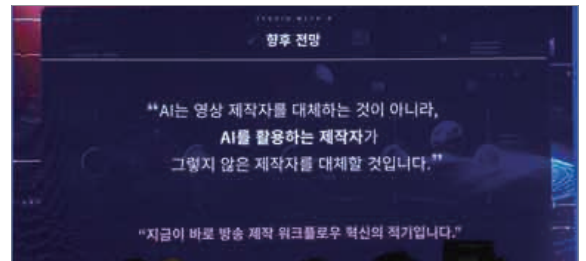 STUDIO WITH A
향후 전망
“AI는 영상 제작자를 대체하는 것이 아니라,
AI를 활용하는 제작자가
그렇지 않은 제작자를 대체할 것입니다.”
“지금이 바로 방송 제작 워크플로우 혁신의 적기입니다.”